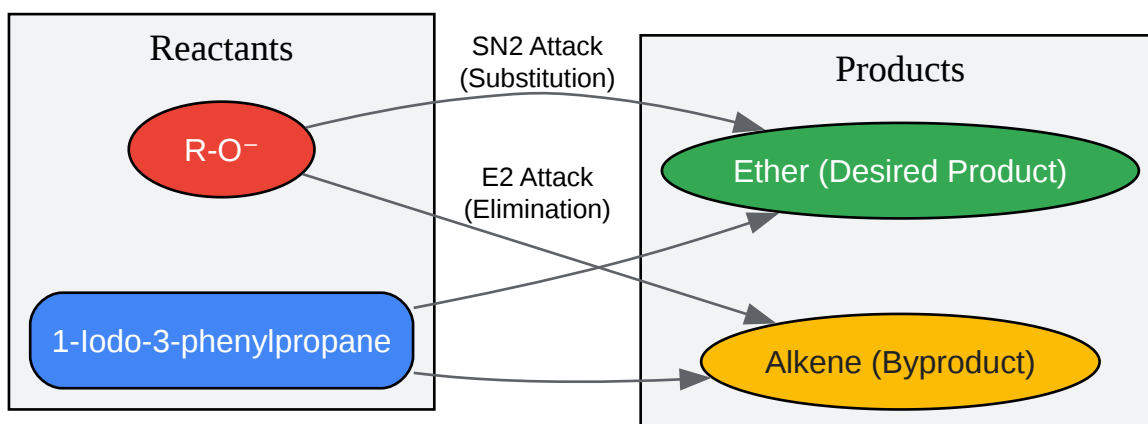 Reactants
R-O⁻
1-Iodo-3-phenylpropane
SN2 Attack
(Substitution)
E2 Attack
(Elimination)
Products
Ether (Desired Product)
Alkene (Byproduct)